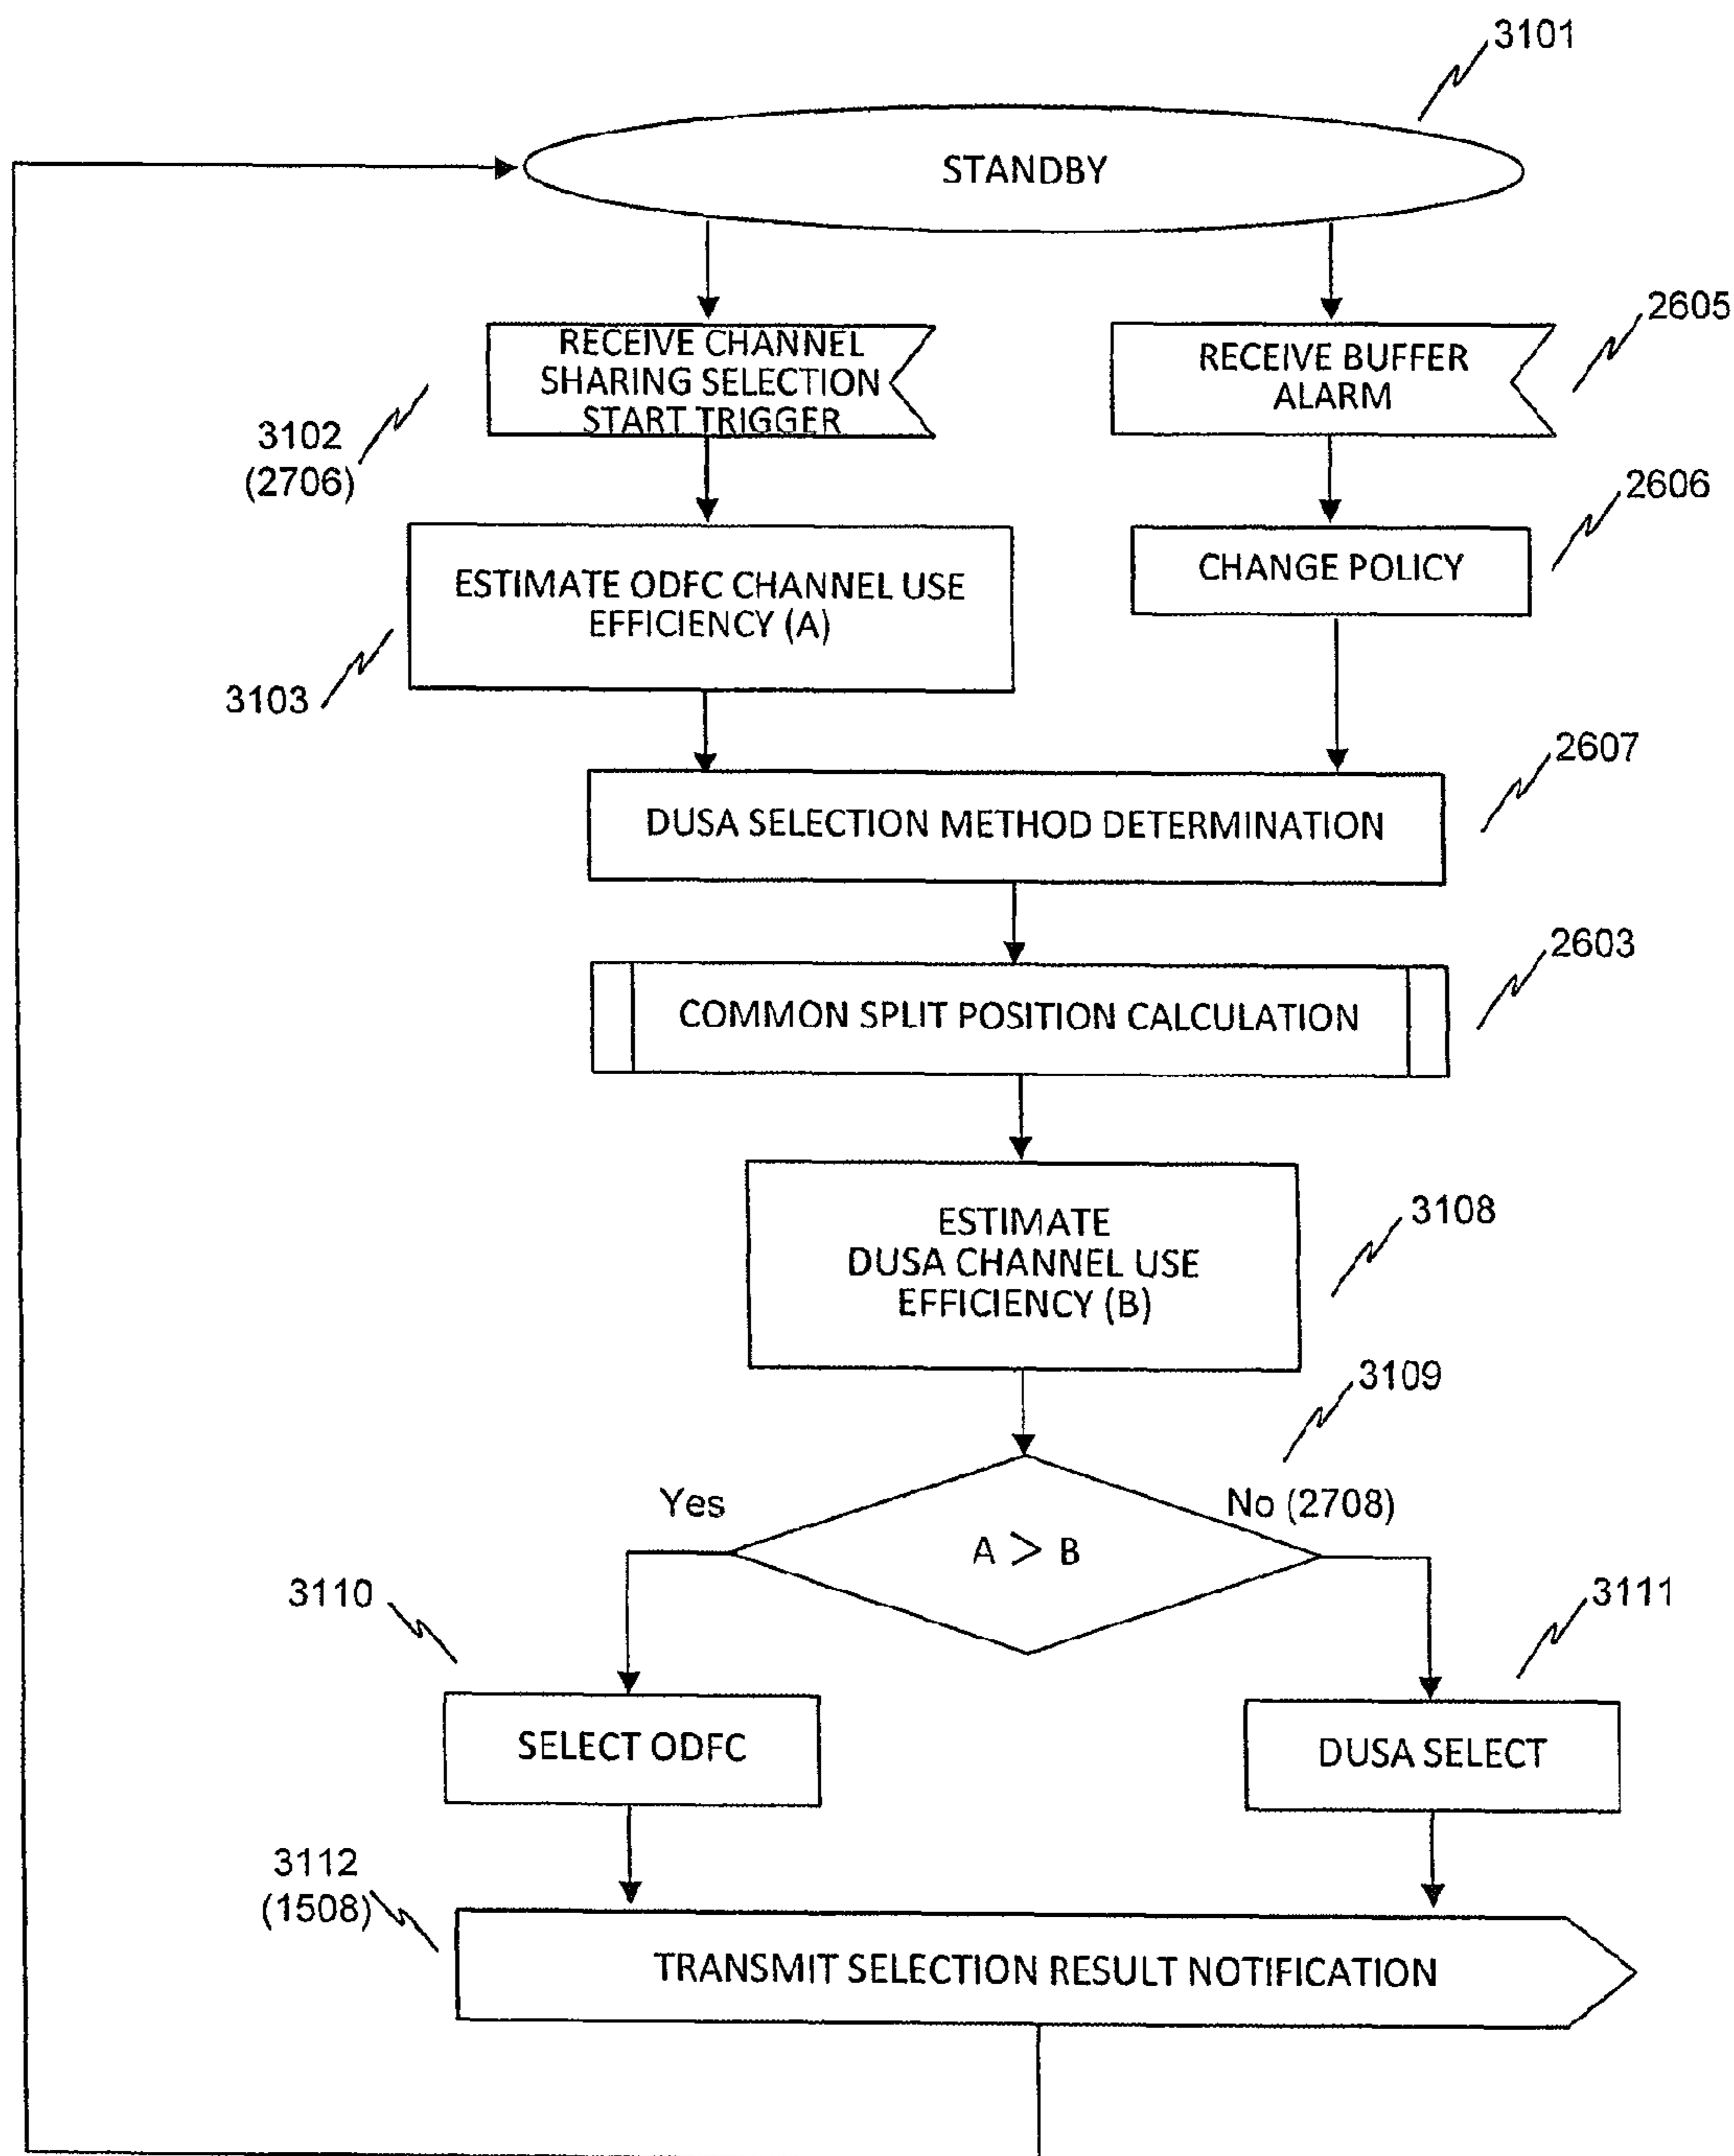 3101
STANDBY
RECEIVE CHANNEL
SHARING SELECTION
START TRIGGER
3102
(2706)
RECEIVE BUFFER
ALARM
2605
ESTIMATE ODFC CHANNEL USE
EFFICIENCY (A)
3103
CHANGE POLICY
2606
DUSA SELECTION METHOD DETERMINATION
2607
COMMON SPLIT POSITION CALCULATION
2603
ESTIMATE
DUSA CHANNEL USE
EFFICIENCY (B)
3108
3109
Yes
No (2708)
A > B
3110
3111
SELECT ODFC
DUSA SELECT
3112
(1508)
TRANSMIT SELECTION RESULT NOTIFICATION